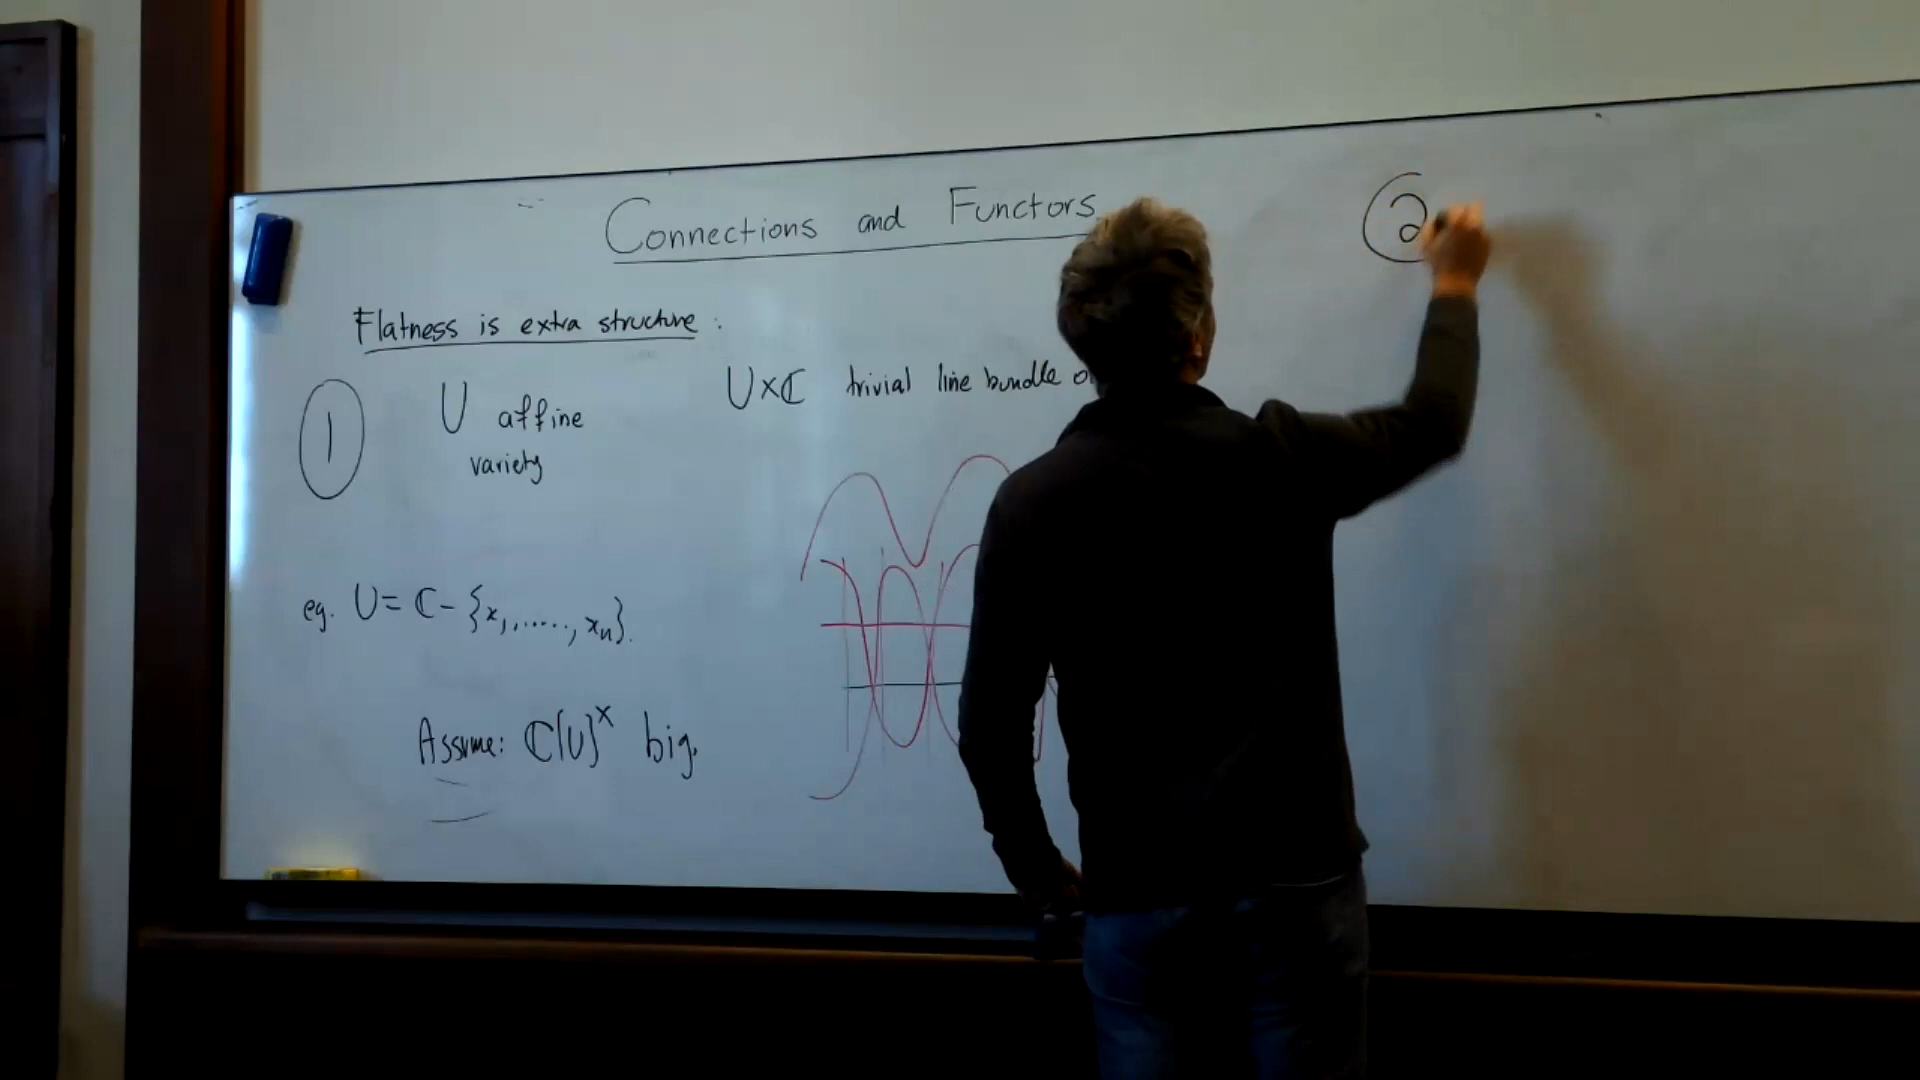 Connections and Functors
Flatness is extra structure:
① U affine variety
U×ℂ trivial line bundle
eg. U= ℂ- {x₁,......, xₙ}.
Assume: ℂ[U]ˣ big.
②